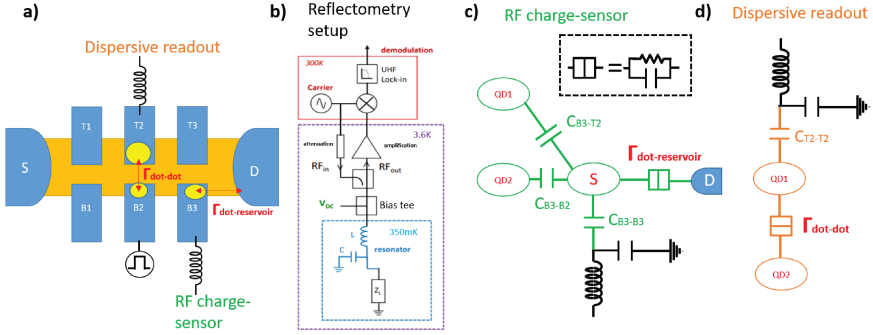 a)
Dispersive readout
T1
T2
T3
S
D
Γdot-dot
Γdot-reservoir
B1
B2
B3
RF charge-
sensor
b)
Reflectometry
setup
demodulation
300K
UHF
Lock-in
Carrier
3.6K
attenuation
amplification
RFin
RFout
VDC
Bias tee
350mK
L
C
resonator
ZL
c)
RF charge-sensor
=
QD1
CB3-T2
Γdot-reservoir
QD2
S
D
CB3-B2
CB3-B3
d)
Dispersive readout
CT2-T2
QD1
Γdot-dot
QD2